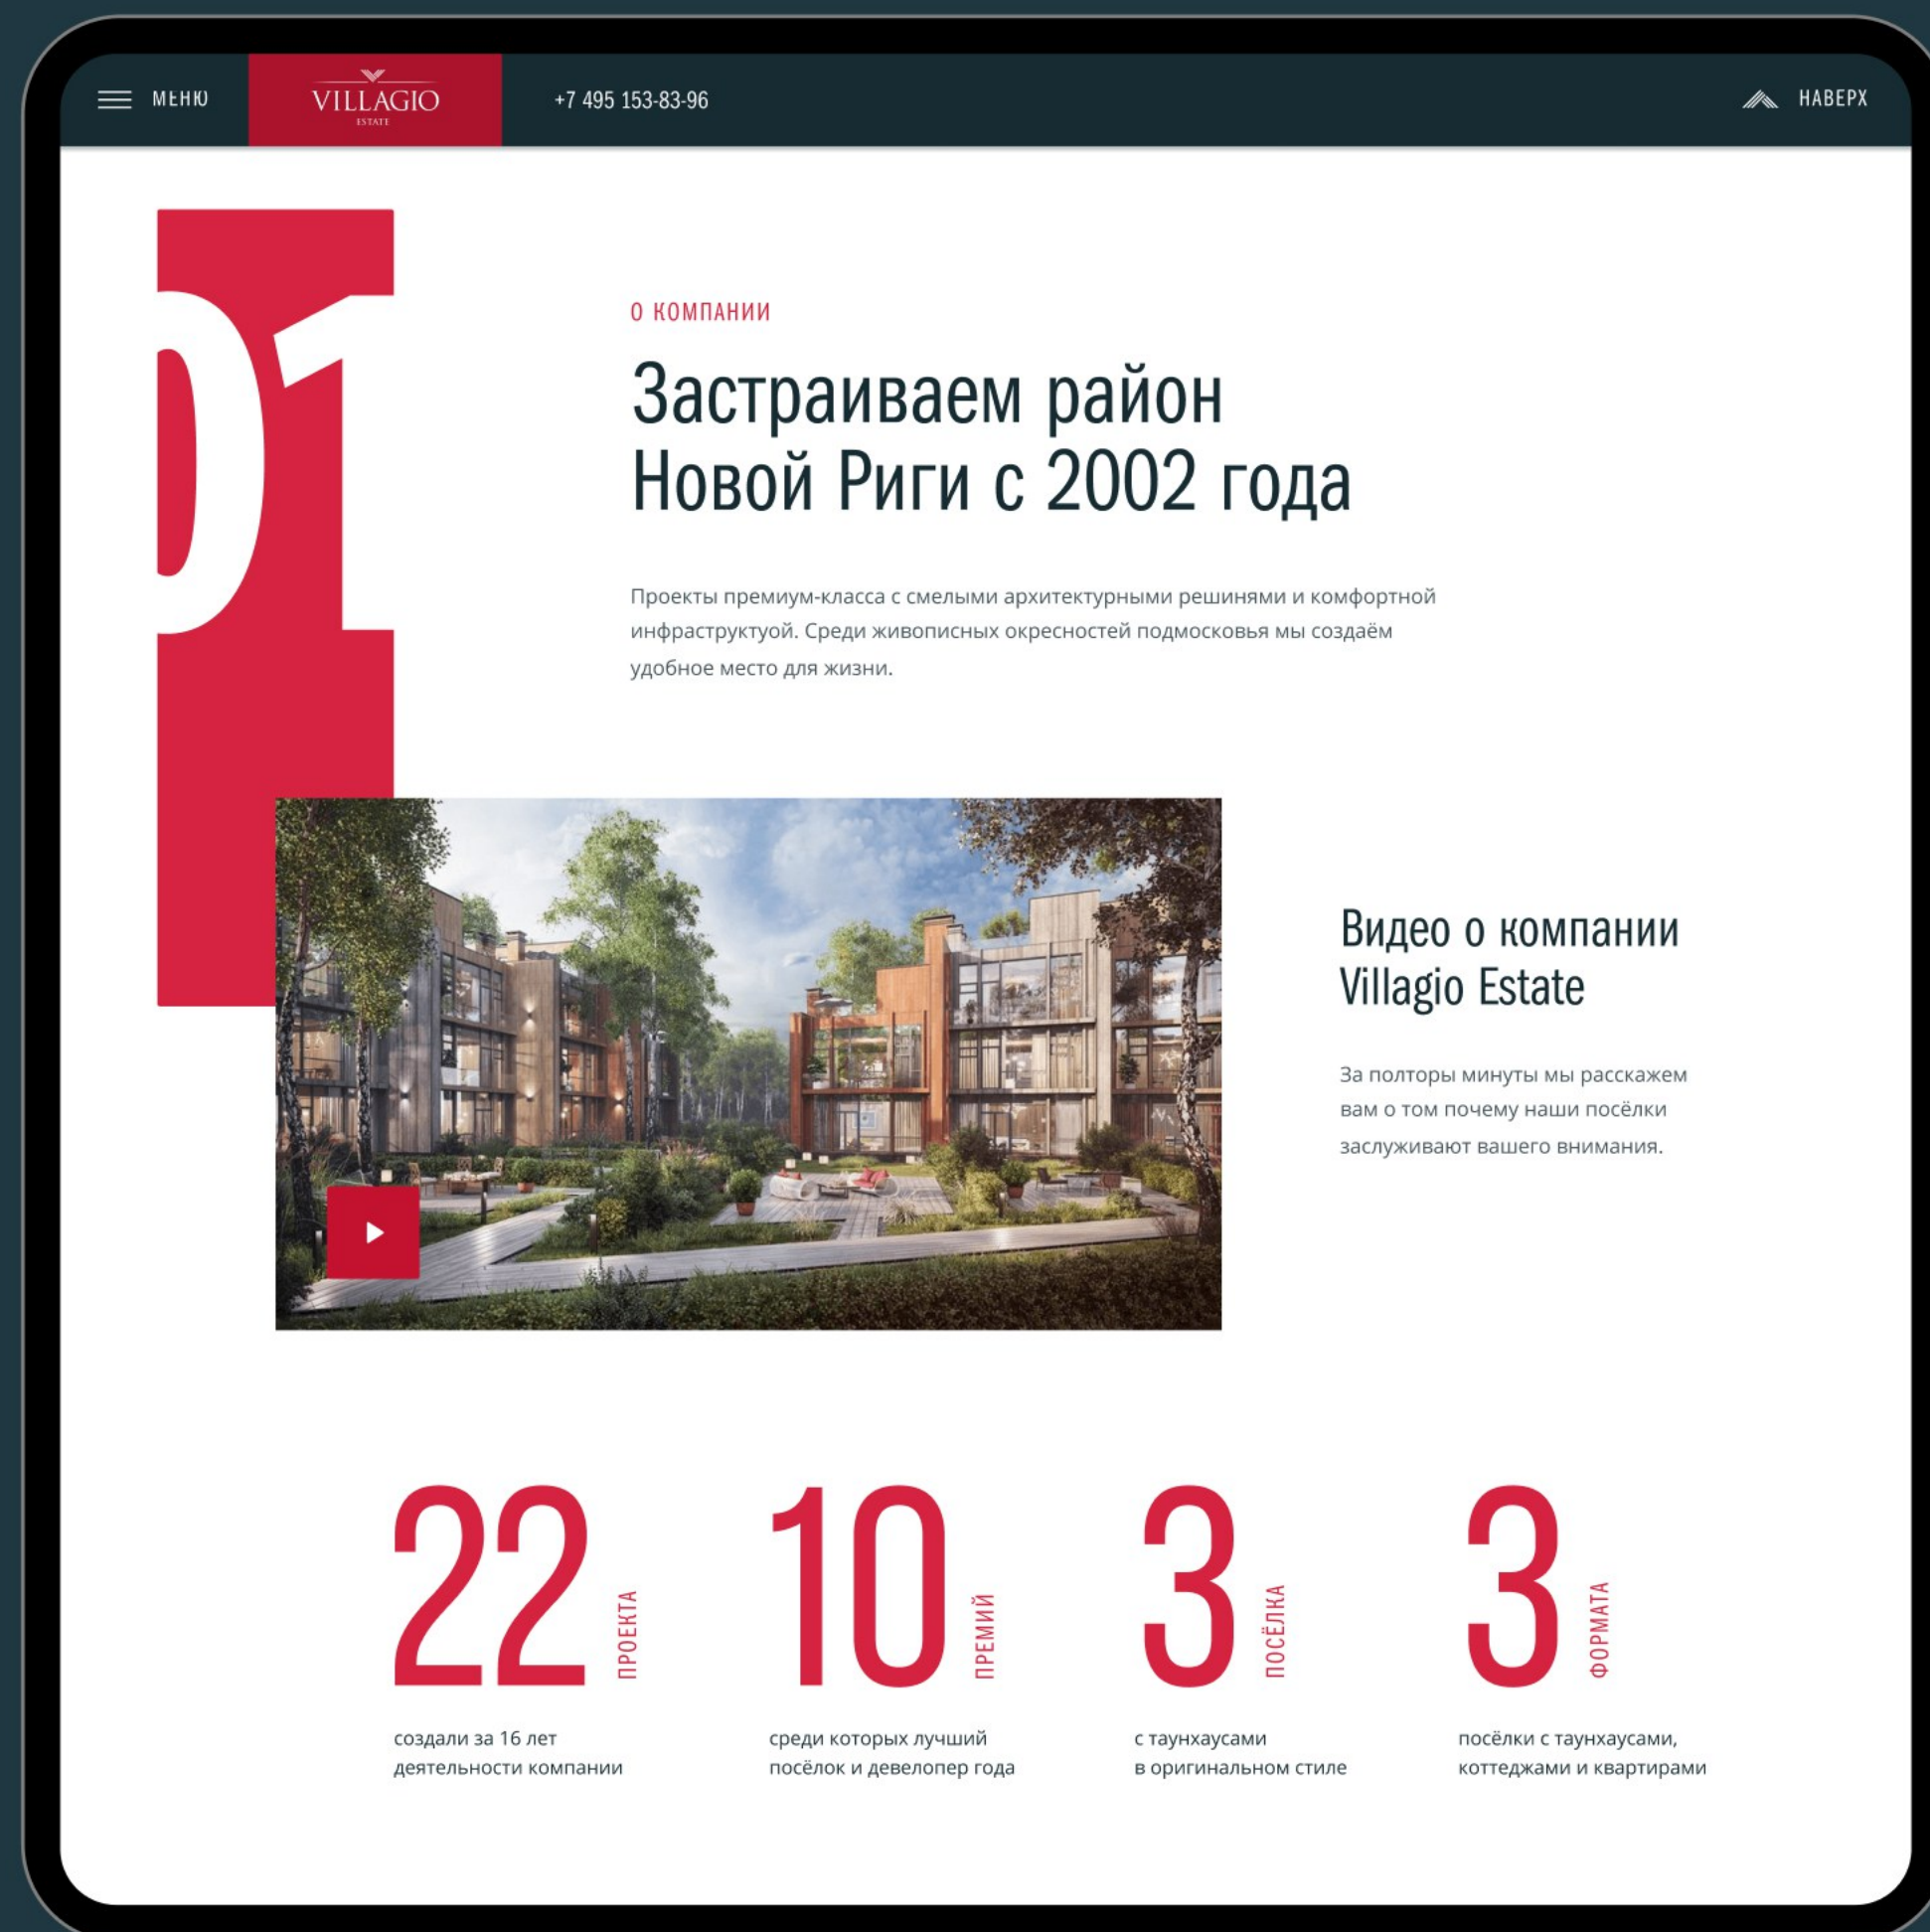 МЕНЮ
VILLAGIO
ESTATE
+7 495 153-83-96
НАВЕРХ
01
О КОМПАНИИ
Застраиваем район
Новой Риги с 2002 года
Проекты премиум-класса с смелыми архитектурными решинями и комфортной
инфраструктуой. Среди живописных окресностей подмосковья мы создаём
удобное место для жизни.
Видео о компании
Villagio Estate
За полторы минуты мы расскажем
вам о том почему наши посёлки
заслуживают вашего внимания.
22 ПРОЕКТА
создали за 16 лет
деятельности компании
10 ПРЕМИЙ
среди которых лучший
посёлок и девелопер года
3 ПОСЁЛКА
с таунхаусами
в оригинальном стиле
3 ФОРМАТА
посёлки с таунхаусами,
коттеджами и квартирами